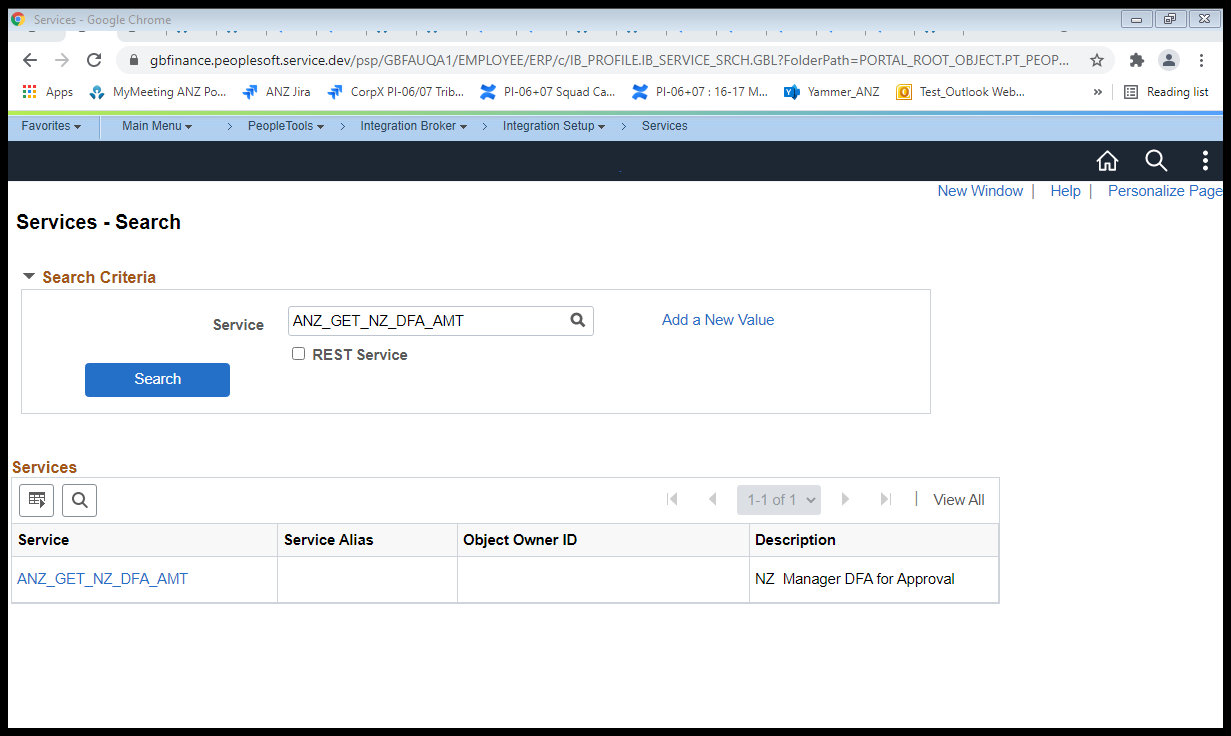 Services - Google Chrome
gbfinance.peoplesoft.service.dev/psp/GBFAUQA1/EMPLOYEE/ERP/c/IB_PROFILE.IB_SERVICE_SRCH.GBL?FolderPath=PORTAL_ROOT_OBJECT.PT_PEOP...
Apps MyMeeting ANZ Po... ANZ Jira CorpX PI-06/07 Trib... PI-06+07 Squad Ca... PI-06+07 : 16-17 M... Yammer_ANZ Test_Outlook Web... » Reading list
Favorites Main Menu > PeopleTools > Integration Broker > Integration Setup > Services
New Window | Help | Personalize Page
Services - Search
Search Criteria
Service ANZ_GET_NZ_DFA_AMT Add a New Value
REST Service
Search
Services
1-1 of 1 | View All
Service Service Alias Object Owner ID Description
ANZ_GET_NZ_DFA_AMT NZ  Manager DFA for Approval